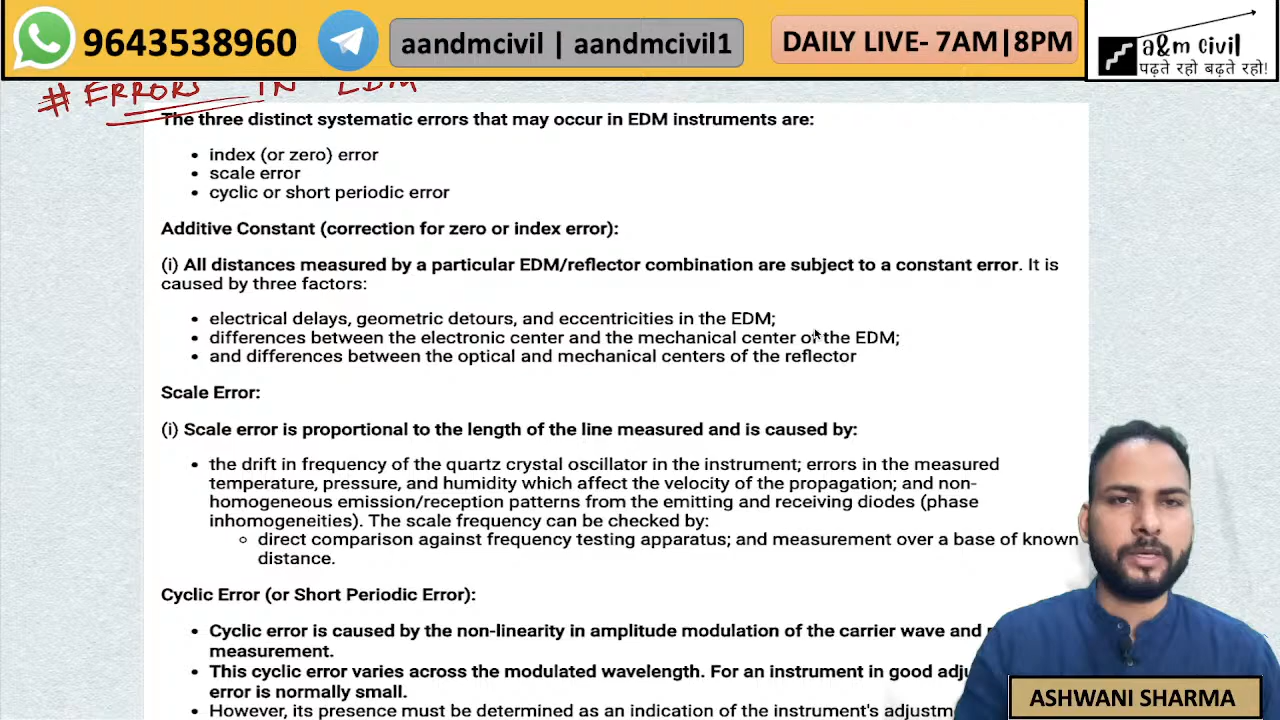 9643538960
aandmcivil | aandmcivil1
DAILY LIVE- 7AM|8PM
a&m civil
पढ़ते रहो बढ़ते रहो!
# ERRORS IN EDM
The three distinct systematic errors that may occur in EDM instruments are:
• index (or zero) error
• scale error
• cyclic or short periodic error
Additive Constant (correction for zero or index error):
(i) All distances measured by a particular EDM/reflector combination are subject to a constant error. It is
caused by three factors:
• electrical delays, geometric detours, and eccentricities in the EDM;
• differences between the electronic center and the mechanical center of the EDM;
• and differences between the optical and mechanical centers of the reflector
Scale Error:
(i) Scale error is proportional to the length of the line measured and is caused by:
• the drift in frequency of the quartz crystal oscillator in the instrument; errors in the measured
temperature, pressure, and humidity which affect the velocity of the propagation; and non-
homogeneous emission/reception patterns from the emitting and receiving diodes (phase
inhomogeneities). The scale frequency can be checked by:
○ direct comparison against frequency testing apparatus; and measurement over a base of known
distance.
Cyclic Error (or Short Periodic Error):
• Cyclic error is caused by the non-linearity in amplitude modulation of the carrier wave and
measurement.
• This cyclic error varies across the modulated wavelength. For an instrument in good
error is normally small.
• However, its presence must be determined as an indication of the instrument's
ASHWANI SHARMA